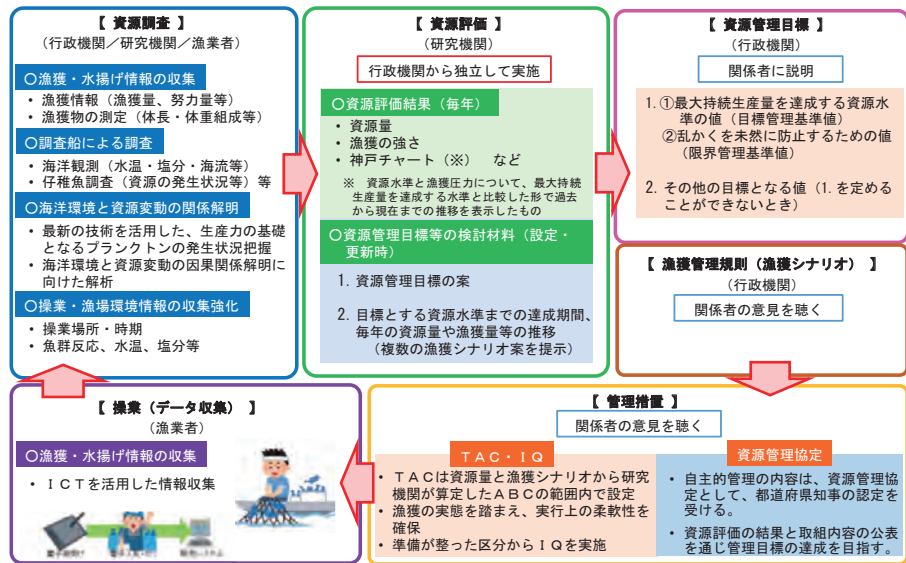 【 資源調査 】
(行政機関／研究機関／漁業者)
〇漁獲・水揚げ情報の収集
・ 漁獲情報（漁獲量、努力量等）
・ 漁獲物の測定（体長・体重組成等）
〇調査船による調査
・ 海洋観測（水温・塩分・海流等）
・ 仔稚魚調査（資源の発生状況等）等
〇海洋環境と資源変動の関係解明
・ 最新の技術を活用した、生産力の基礎
となるプランクトンの発生状況把握
・ 海洋環境と資源変動の因果関係解明に
向けた解析
〇操業・漁場環境情報の収集強化
・ 操業場所・時期
・ 魚群反応、水温、塩分等
【 資源評価 】
（研究機関）
行政機関から独立して実施
〇資源評価結果（毎年）
・ 資源量
・ 漁獲の強さ
・ 神戸チャート（※） など
※ 資源水準と漁獲圧力について、最大持続
生産量を達成する水準と比較した形で過去
から現在までの推移を表示したもの
〇資源管理目標等の検討材料（設定・
更新時）
1. 資源管理目標の案
2. 目標とする資源水準までの達成期間、
毎年の資源量や漁獲量等の推移
（複数の漁獲シナリオ案を提示）
【 資源管理目標 】
（行政機関）
関係者に説明
1. ①最大持続生産量を達成する資源水
準の値（目標管理基準値）
②乱かくを未然に防止するための値
（限界管理基準値）
2. その他の目標となる値（1. を定める
ことができないとき）
【 漁獲管理規則（漁獲シナリオ） 】
（行政機関）
関係者の意見を聴く
【 管理措置 】
関係者の意見を聴く
ＴＡＣ・ＩＱ
・ ＴＡＣは資源量と漁獲シナリオから研究
機関が算定したＡＢＣの範囲内で設定
・ 漁獲の実態を踏まえ、実行上の柔軟性を
確保
・ 準備が整った区分からＩＱを実施
資源管理協定
・ 自主的管理の内容は、資源管理協
定として、都道府県知事の認定を
受ける。
・ 資源評価の結果と取組内容の公表
を通じ管理目標の達成を目指す。
【 操業（データ収集） 】
（漁業者）
〇漁獲・水揚げ情報の収集
・ ＩＣＴを活用した情報収集